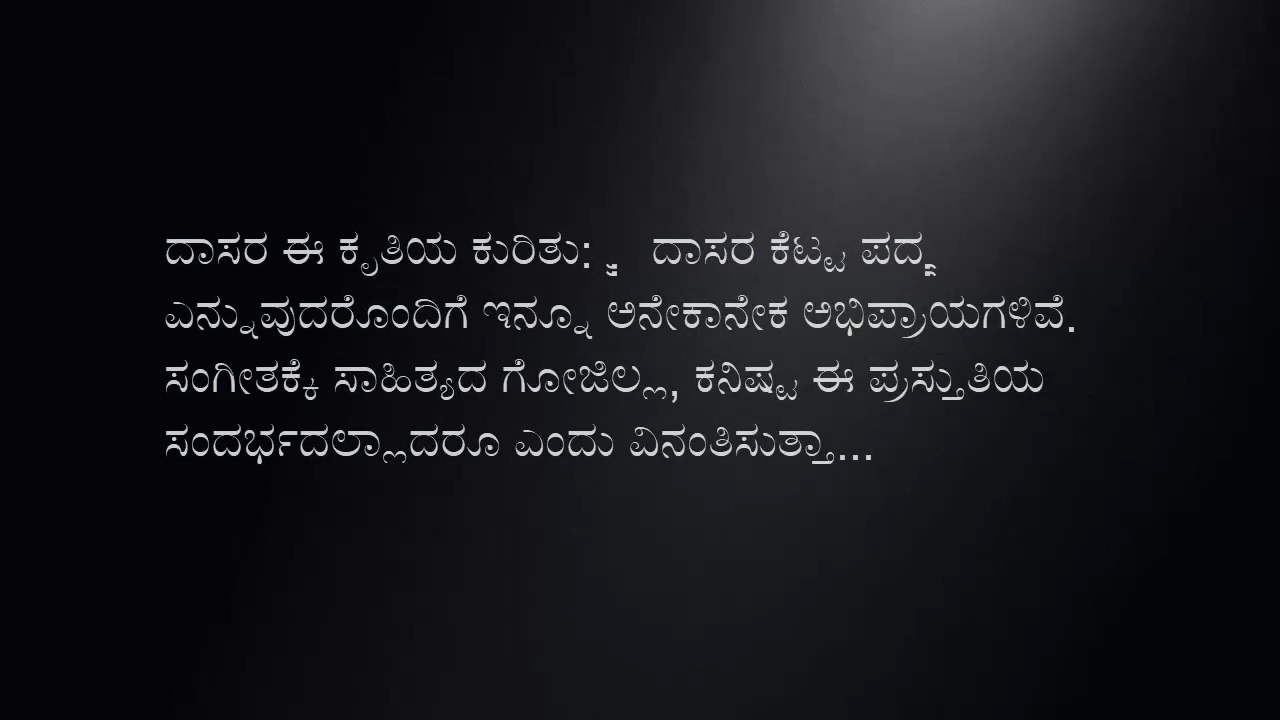 ದಾಸರ ಈ ಕೃತಿಯ ಕುರಿತು: ದಾಸರ ಕೆಟ್ಟ ಪದ್ಯ
ಎನ್ನುವುದರೊಂದಿಗೆ ಇನ್ನೂ ಅನೇಕಾನೇಕ ಅಭಿಪ್ರಾಯಗಳಿವೆ.
ಸಂಗೀತಕ್ಕೆ ಸಾಹಿತ್ಯದ ಗೋಜಿಲ್ಲ, ಕನಿಷ್ಟ ಈ ಪ್ರಸ್ತುತಿಯ
ಸಂದರ್ಭದಲ್ಲಾದರೂ ಎಂದು ವಿನಂತಿಸುತ್ತಾ...